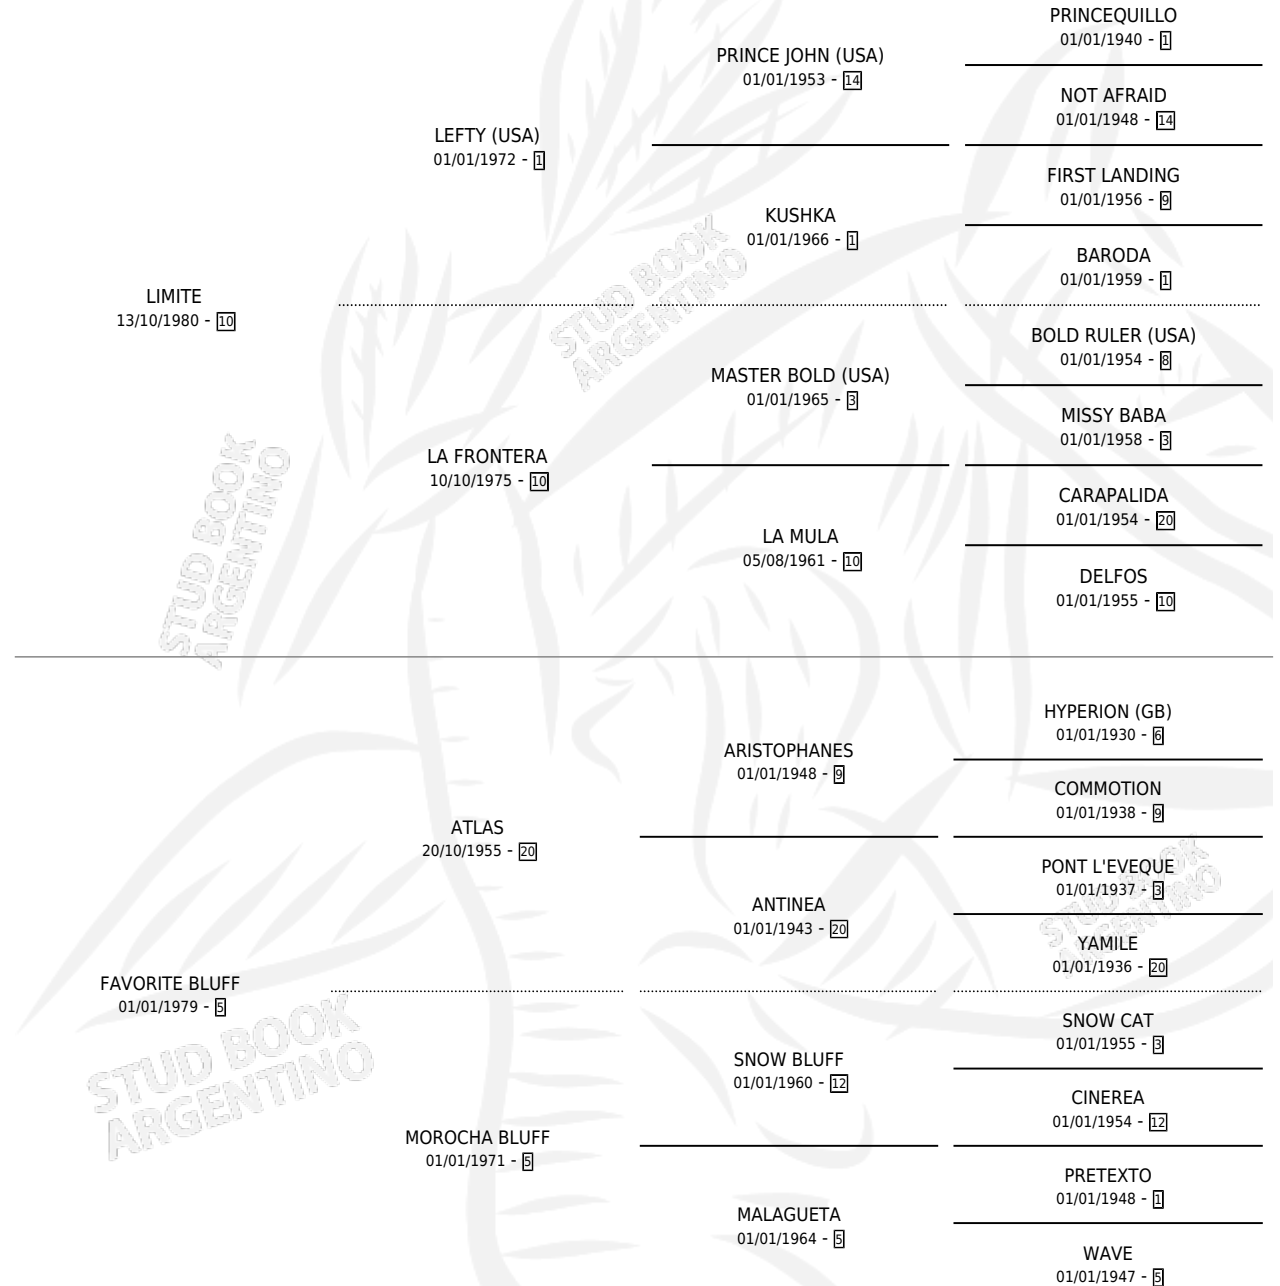 PRINCEQUILLO
01/01/1940 - 1
PRINCE JOHN (USA)
01/01/1953 - 14
NOT AFRAID
01/01/1948 - 14
LEFTY (USA)
01/01/1972 - 1
FIRST LANDING
01/01/1956 - 9
KUSHKA
01/01/1966 - 1
BARODA
01/01/1959 - 1
LIMITE
13/10/1980 - 10
STUD BOOK
ARGENTINO
BOLD RULER (USA)
01/01/1954 - 8
MASTER BOLD (USA)
01/01/1965 - 3
MISSY BABA
01/01/1958 - 3
LA FRONTERA
10/10/1975 - 10
CARAPALIDA
01/01/1954 - 20
LA MULA
05/08/1961 - 10
DELFOS
01/01/1955 - 10
STUD BOOK
ARGENTINO
HYPERION (GB)
01/01/1930 - 6
ARISTOPHANES
01/01/1948 - 9
COMMOTION
01/01/1938 - 9
ATLAS
20/10/1955 - 20
PONT L'EVEQUE
01/01/1937 - 3
ANTINEA
01/01/1943 - 20
YAMILE
01/01/1936 - 20
STUD BOOK
ARGENTINO
FAVORITE BLUFF
01/01/1979 - 5
SNOW CAT
01/01/1955 - 3
SNOW BLUFF
01/01/1960 - 12
CINEREA
01/01/1954 - 12
STUD BOOK
ARGENTINO
MOROCHA BLUFF
01/01/1971 - 5
PRETEXTO
01/01/1948 - 1
MALAGUETA
01/01/1964 - 5
WAVE
01/01/1947 - 5